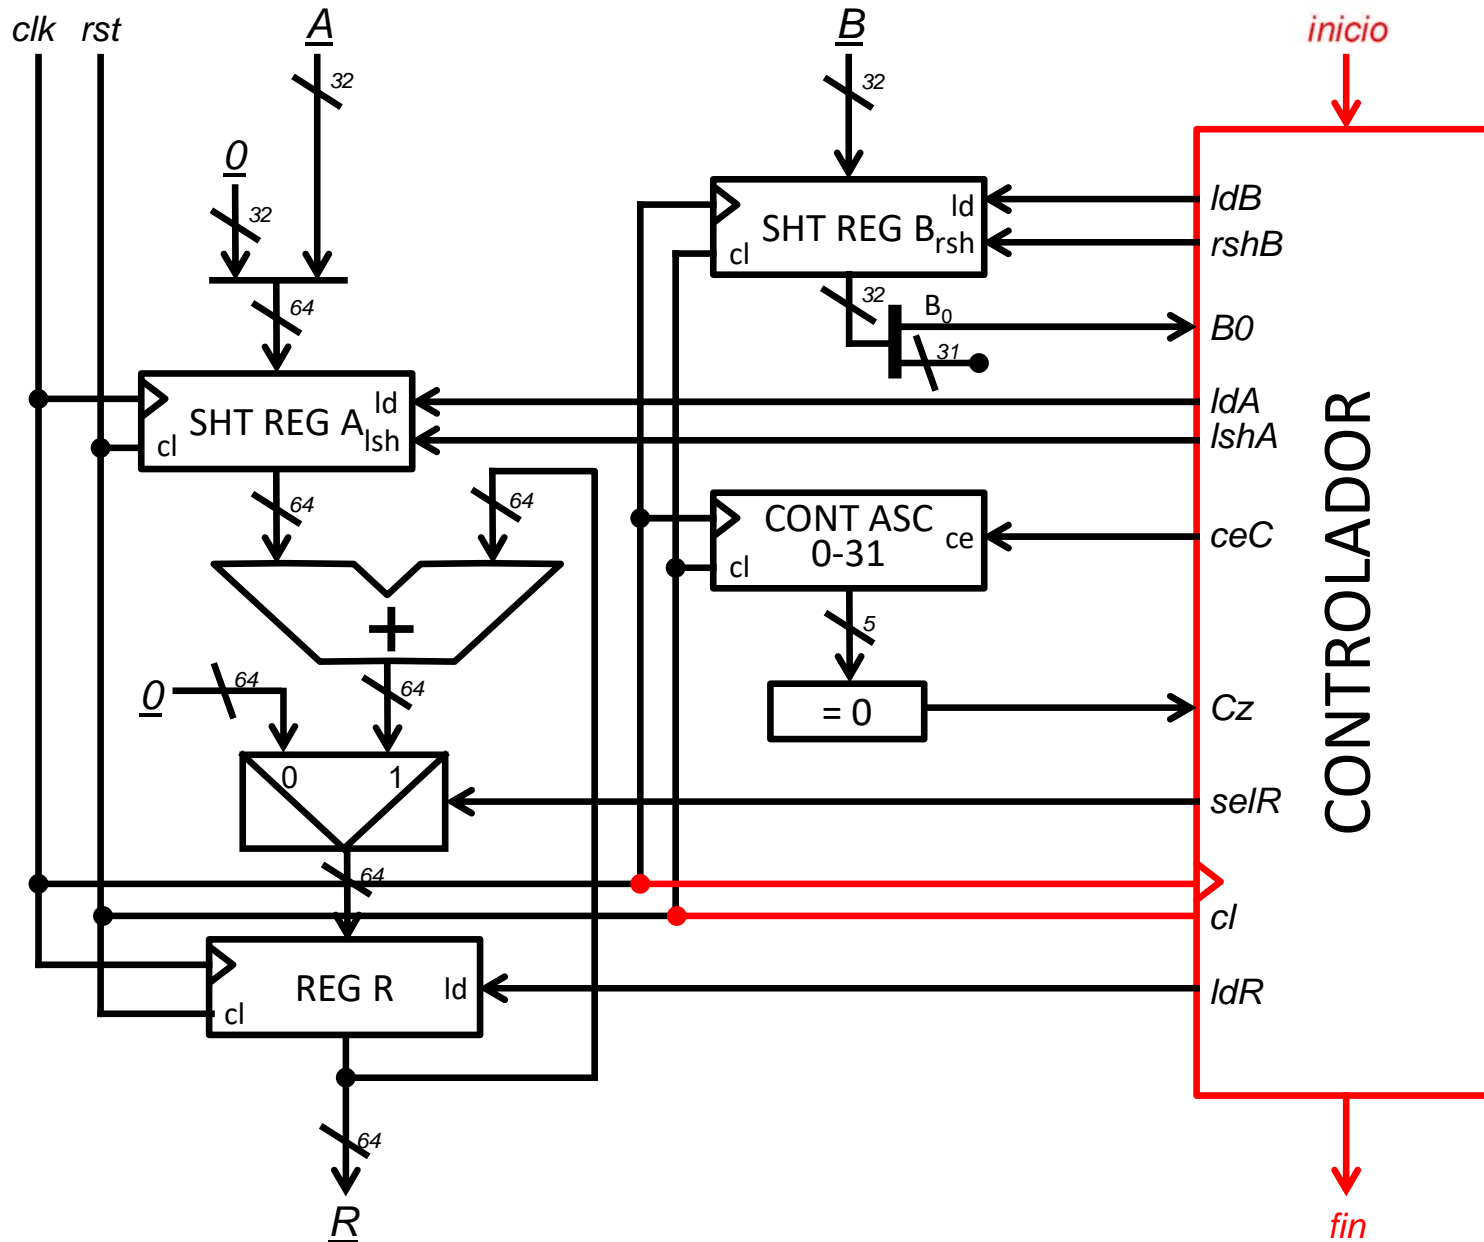 clk rst A B inicio
32 32
0
32
64
SHT REG B ld rsh cl
ldB
rshB
32
B0
B0
31
SHT REG A ld lsh cl
ldA
lshA
64 64
CONT ASC
0-31
ce
cl
ceC
CONTROLADOR
+
5
0 64 64
= 0
Cz
0 1
selR
64
cl
REG R ld cl
ldR
64
R
fin